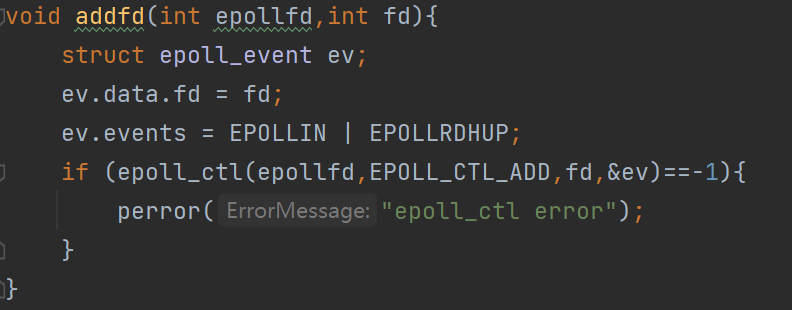 void addfd(int epollfd,int fd){
    struct epoll_event ev;
    ev.data.fd = fd;
    ev.events = EPOLLIN | EPOLLRDHUP;
    if (epoll_ctl(epollfd,EPOLL_CTL_ADD,fd,&ev)==-1){
        perror( ErrorMessage: "epoll_ctl error");
    }
}